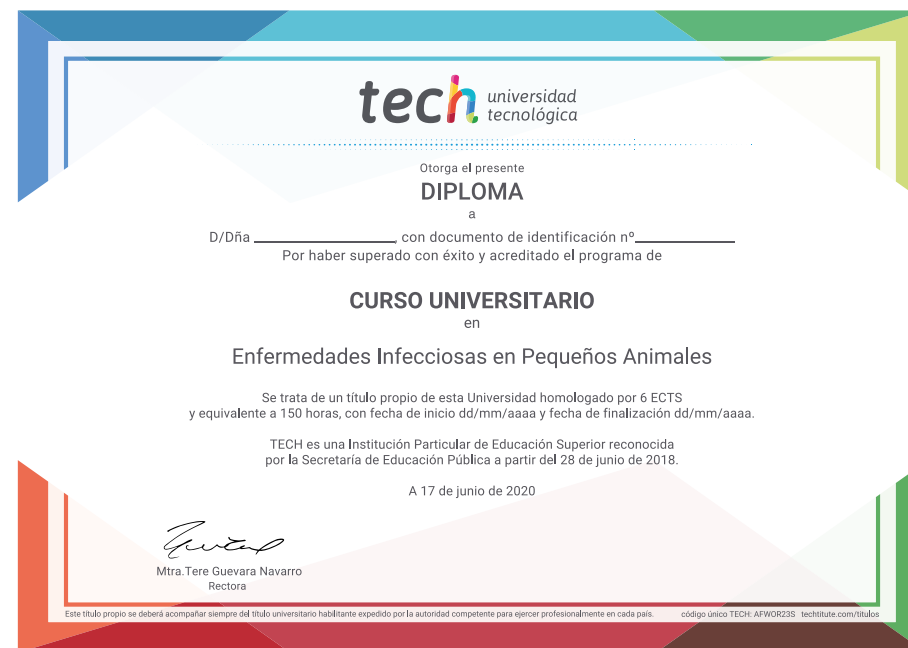 tech universidad
tecnológica
Otorga el presente
DIPLOMA
a
D/Dña ____________, con documento de identificación nº____________
Por haber superado con éxito y acreditado el programa de
CURSO UNIVERSITARIO
en
Enfermedades Infecciosas en Pequeños Animales
Se trata de un título propio de esta Universidad homologado por 6 ECTS
y equivalente a 150 horas, con fecha de inicio dd/mm/aaaa y fecha de finalización dd/mm/aaaa.
TECH es una Institución Particular de Educación Superior reconocida
por la Secretaría de Educación Pública a partir del 28 de junio de 2018.
A 17 de junio de 2020
Mtra.Tere Guevara Navarro
Rectora
Este título propio se deberá acompañar siempre del título universitario habilitante expedido por la autoridad competente para ejercer profesionalmente en cada país. código único TECH: AFWOR23S techtitute.com/titulos